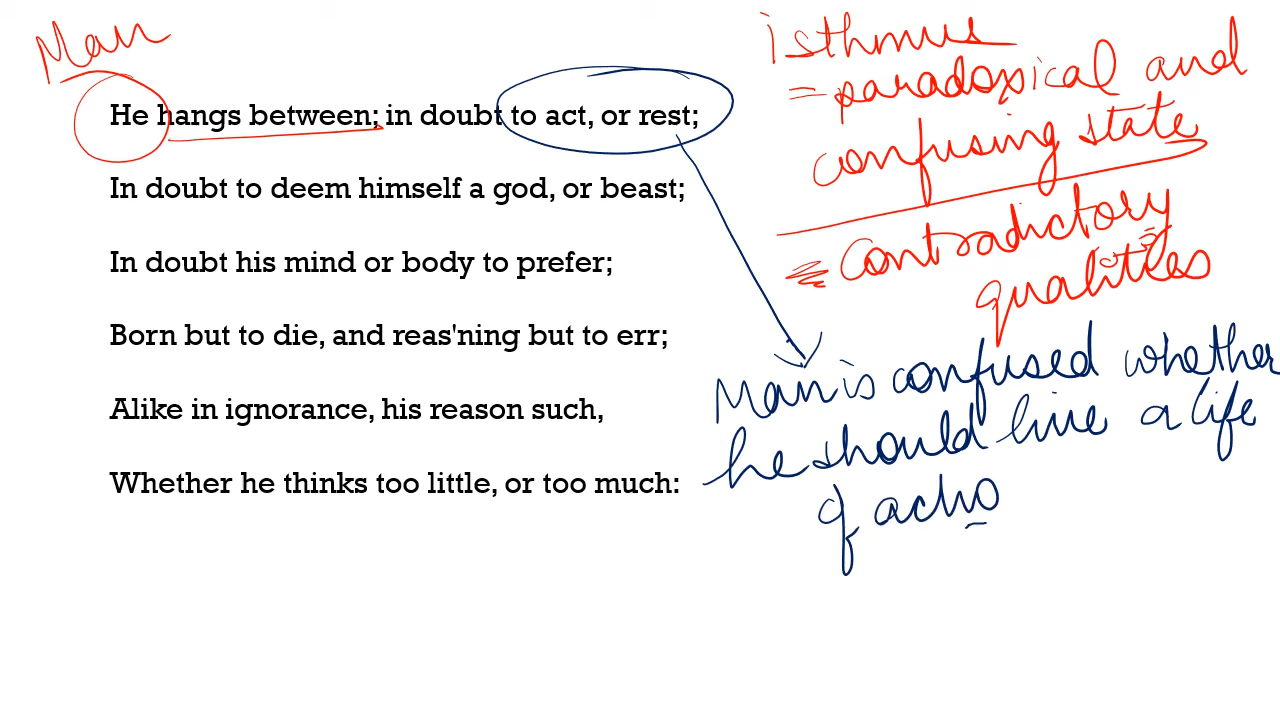 Man
He hangs between; in doubt to act, or rest;
In doubt to deem himself a god, or beast;
In doubt his mind or body to prefer;
Born but to die, and reas'ning but to err;
Alike in ignorance, his reason such,
Whether he thinks too little, or too much:
isthmus
= paradoxical and
confusing state
= contradictory
qualities
Man is confused whether
he should live a life
of actio